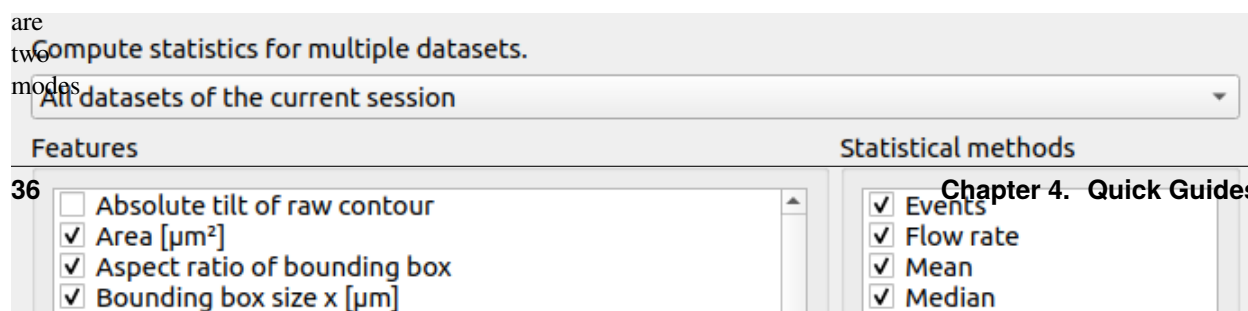 are
two
modes
Compute statistics for multiple datasets.
All datasets of the current session
Features
Statistical methods
36
Chapter 4. Quick Guides
Absolute tilt of raw contour
Area [µm²]
Aspect ratio of bounding box
Bounding box size x [µm]
Events
Flow rate
Mean
Median